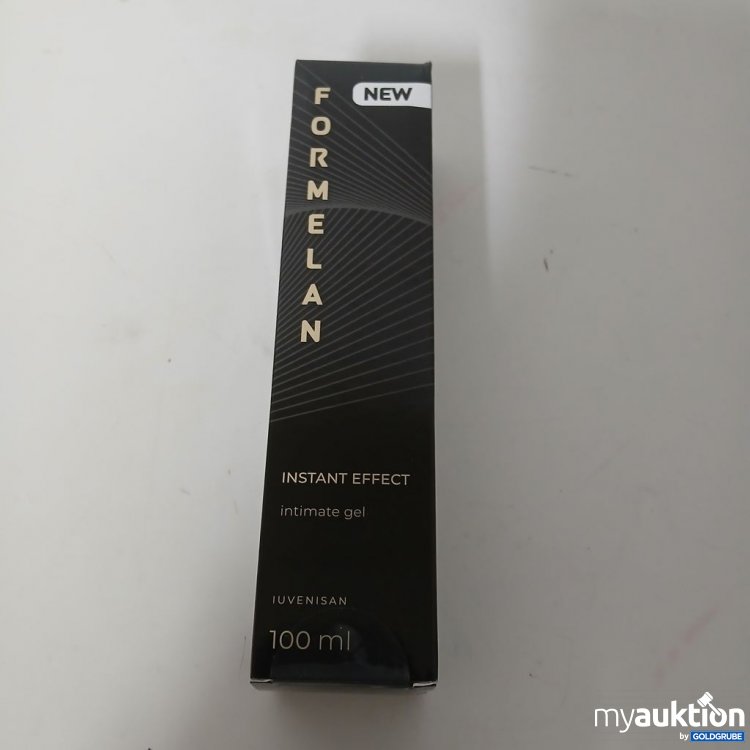 NEW
FORMELAN
INSTANT EFFECT
intimate gel
IUVENISAN
100 ml
myauktion
by GOLDGRUBE